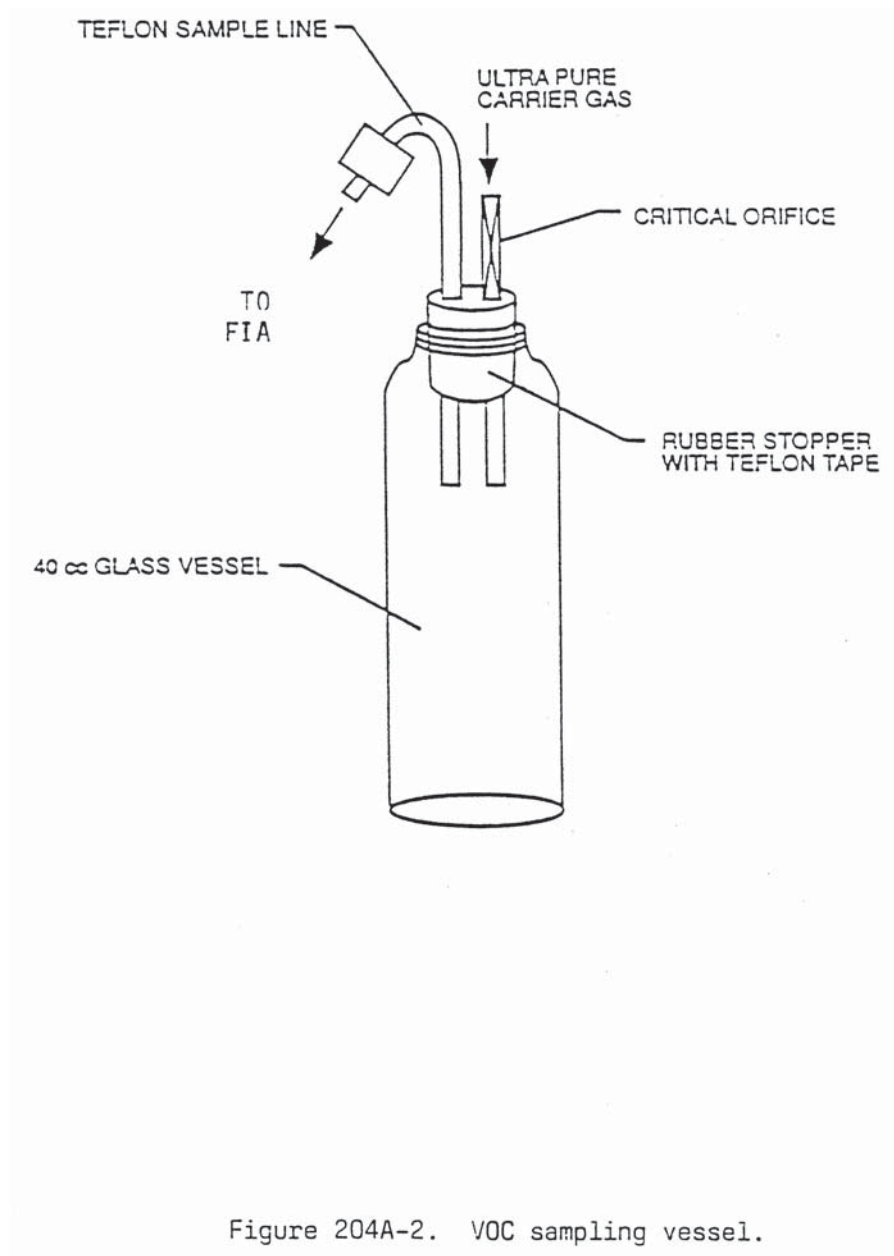 TEFLON SAMPLE LINE
ULTRA PURE
CARRIER GAS
CRITICAL ORIFICE
TO
FIA
RUBBER STOPPER
WITH TEFLON TAPE
40 cc GLASS VESSEL
Figure 204A-2. VOC sampling vessel.